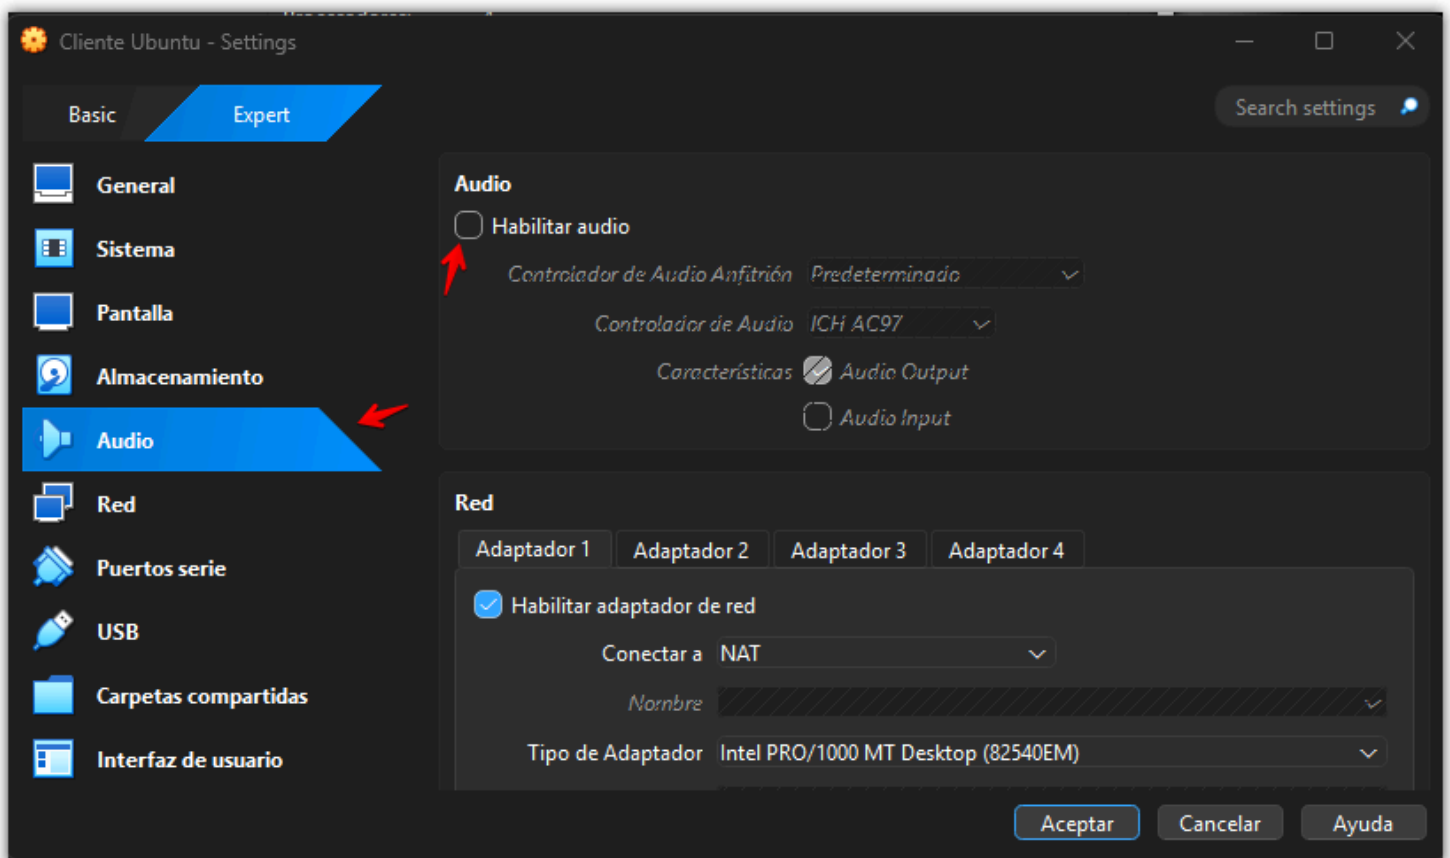 Cliente Ubuntu - Settings
Basic
Expert
Search settings
General
Sistema
Pantalla
Almacenamiento
Audio
Red
Puertos serie
USB
Carpetas compartidas
Interfaz de usuario
Audio
Habilitar audio
Controlador de Audio Anfitrión Predeterminado
Controlador de Audio ICH AC97
Características Audio Output
Audio Input
Red
Adaptador 1 Adaptador 2 Adaptador 3 Adaptador 4
Habilitar adaptador de red
Conectar a NAT
Nombre
Tipo de Adaptador Intel PRO/1000 MT Desktop (82540EM)
Aceptar Cancelar Ayuda